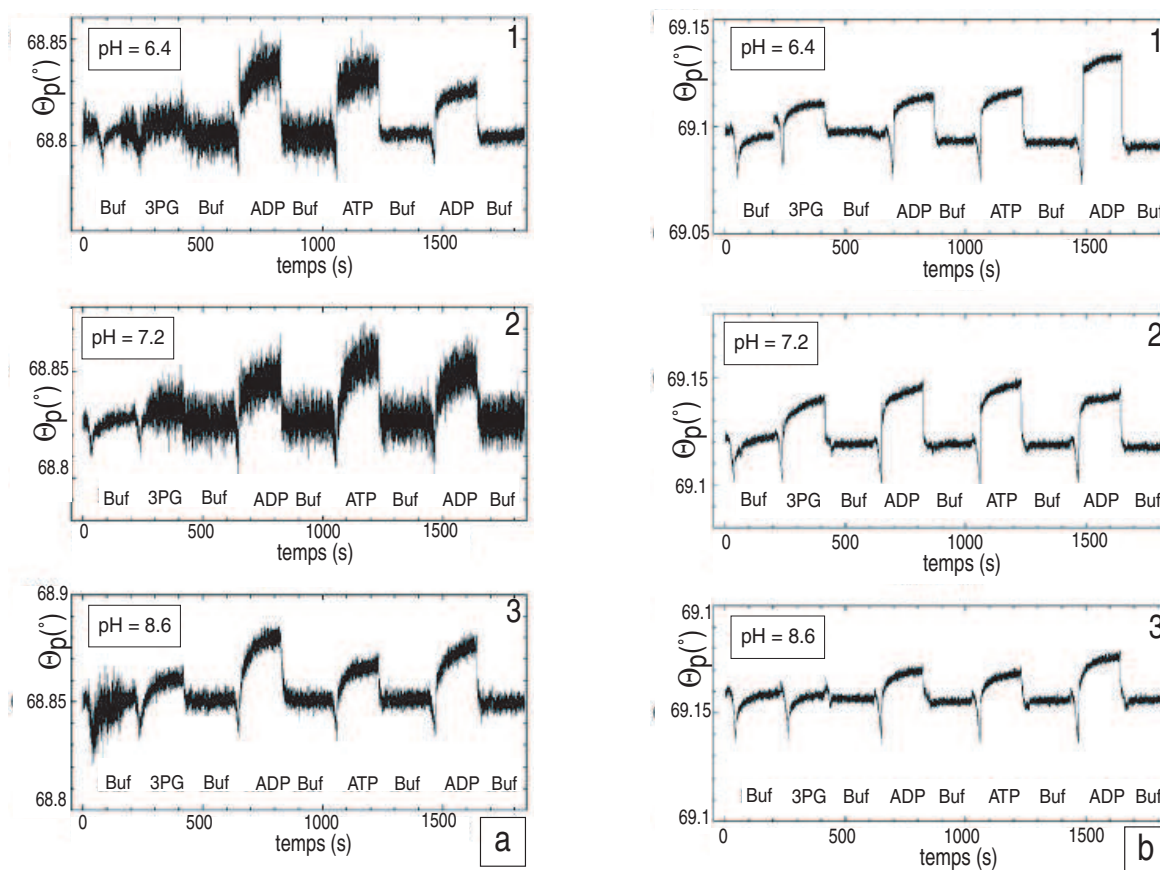 68.85
pH = 6.4
1
Θp(°)
68.8
Buf 3PG Buf ADP Buf ATP Buf ADP Buf
0 500 1000 1500
temps (s)
pH = 7.2
2
68.85
Θp(°)
68.8
Buf 3PG Buf ADP Buf ATP Buf ADP Buf
0 500 1000 1500
temps (s)
68.9
pH = 8.6
3
Θp(°)
68.85
Buf 3PG Buf ADP Buf ATP Buf ADP Buf
68.8
0 500 1000 1500
temps (s)
a
69.15
pH = 6.4
1
Θp(°)
69.1
Buf 3PG Buf ADP Buf ATP Buf ADP Buf
69.05
0 500 1000 1500
temps (s)
pH = 7.2
2
69.15
Θp(°)
69.1
Buf 3PG Buf ADP Buf ATP Buf ADP Buf
0 500 1000 1500
temps (s)
69.1
pH = 8.6
3
Θp(°)
69.15
Buf 3PG Buf ADP Buf ATP Buf ADP Buf
69.1
0 500 1000 1500
temps (s)
b